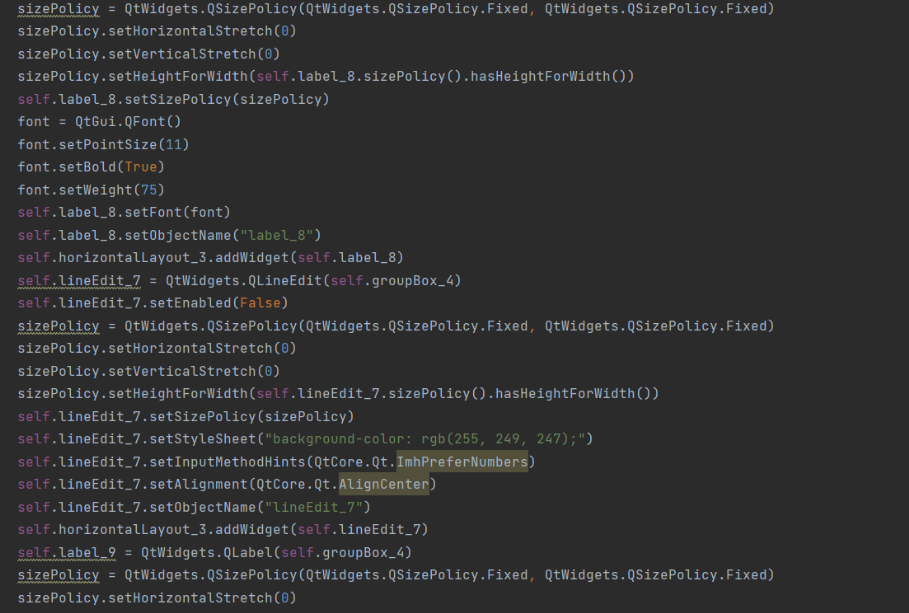 sizePolicy = QtWidgets.QSizePolicy(QtWidgets.QSizePolicy.Fixed, QtWidgets.QSizePolicy.Fixed)
sizePolicy.setHorizontalStretch(0)
sizePolicy.setVerticalStretch(0)
sizePolicy.setHeightForWidth(self.label_8.sizePolicy().hasHeightForWidth())
self.label_8.setSizePolicy(sizePolicy)
font = QtGui.QFont()
font.setPointSize(11)
font.setBold(True)
font.setWeight(75)
self.label_8.setFont(font)
self.label_8.setObjectName("label_8")
self.horizontalLayout_3.addWidget(self.label_8)
self.lineEdit_7 = QtWidgets.QLineEdit(self.groupBox_4)
self.lineEdit_7.setEnabled(False)
sizePolicy = QtWidgets.QSizePolicy(QtWidgets.QSizePolicy.Fixed, QtWidgets.QSizePolicy.Fixed)
sizePolicy.setHorizontalStretch(0)
sizePolicy.setVerticalStretch(0)
sizePolicy.setHeightForWidth(self.lineEdit_7.sizePolicy().hasHeightForWidth())
self.lineEdit_7.setSizePolicy(sizePolicy)
self.lineEdit_7.setStyleSheet("background-color: rgb(255, 249, 247);")
self.lineEdit_7.setInputMethodHints(QtCore.Qt.ImhPreferNumbers)
self.lineEdit_7.setAlignment(QtCore.Qt.AlignCenter)
self.lineEdit_7.setObjectName("lineEdit_7")
self.horizontalLayout_3.addWidget(self.lineEdit_7)
self.label_9 = QtWidgets.QLabel(self.groupBox_4)
sizePolicy = QtWidgets.QSizePolicy(QtWidgets.QSizePolicy.Fixed, QtWidgets.QSizePolicy.Fixed)
sizePolicy.setHorizontalStretch(0)